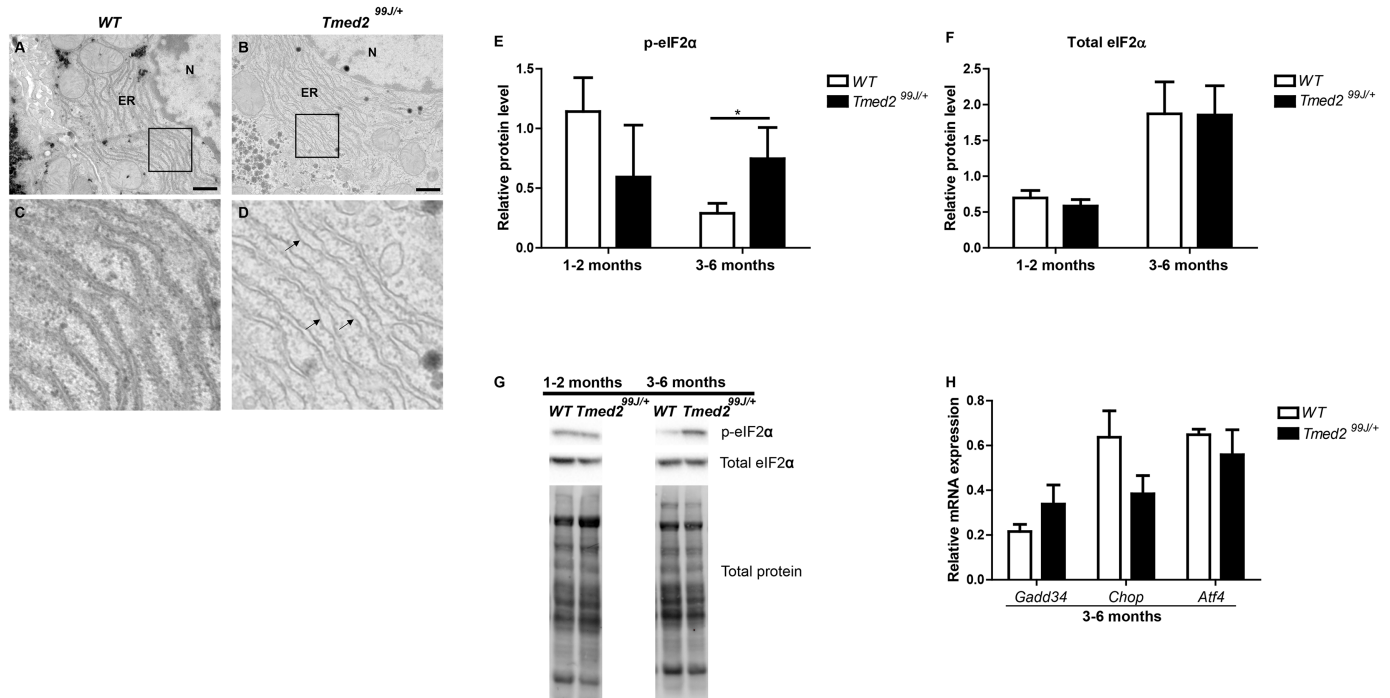 WT
Tmed2 99J/+
A
N
ER
B
N
ER
C
D
E
p-eIF2α
Relative protein level
1.5
1.0
0.5
0.0
*
1-2 months
3-6 months
WT
Tmed2 99J/+
F
Total eIF2α
Relative protein level
2.5
2.0
1.5
1.0
0.5
0.0
1-2 months
3-6 months
WT
Tmed2 99J/+
G
1-2 months 3-6 months
WT Tmed2 99J/+ WT Tmed2 99J/+
p-eIF2α
Total eIF2α
Total protein
H
Relative mRNA expression
0.8
0.6
0.4
0.2
0.0
Gadd34 Chop Atf4
3-6 months
WT
Tmed2 99J/+